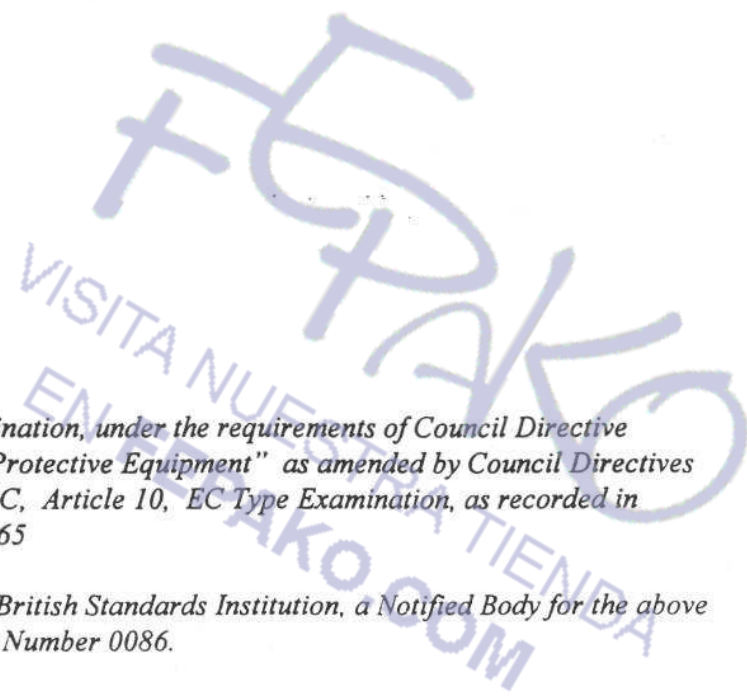 FEPAKO
VISITA NUESTRA TIENDA
EN FEPAKO.COM
ination, under the requirements of Council Directive
Protective Equipment" as amended by Council Directives
C, Article 10, EC Type Examination, as recorded in
65
British Standards Institution, a Notified Body for the above
Number 0086.